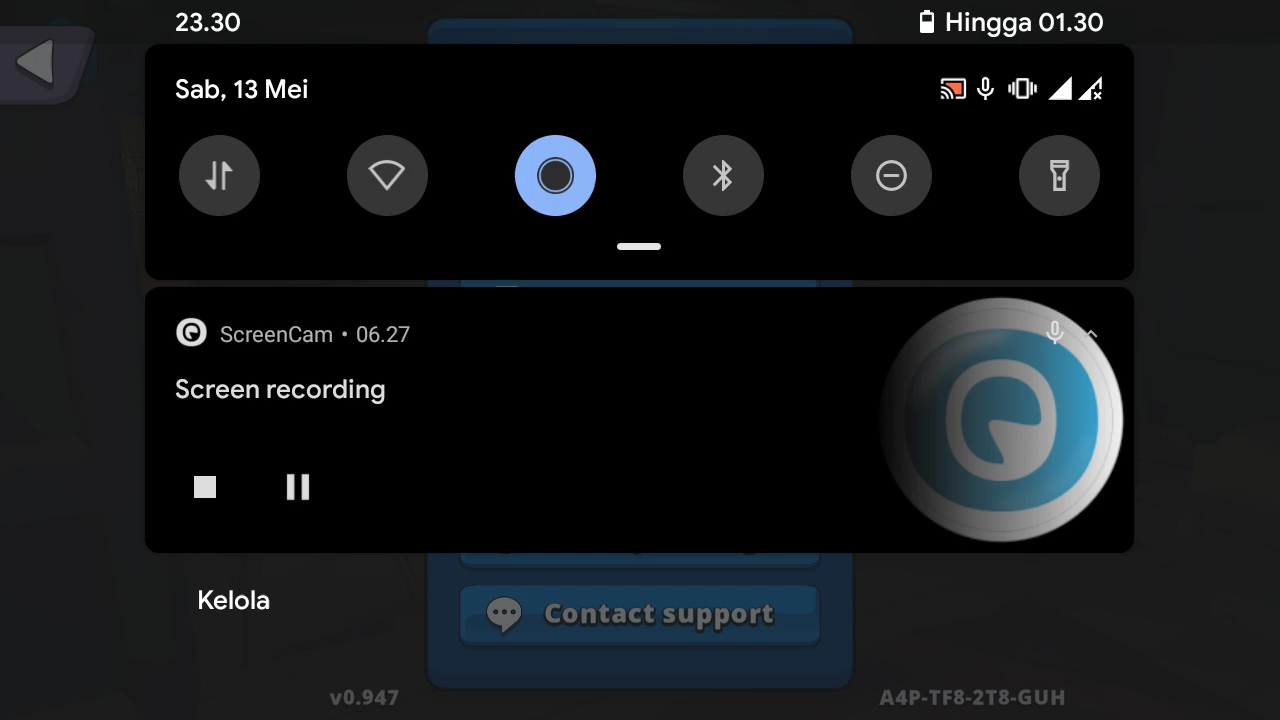 23.30
Hingga 01.30
Sab, 13 Mei
ScreenCam • 06.27
Screen recording
Kelola
Contact support
v0.947
A4P-TF8-2T8-GUH